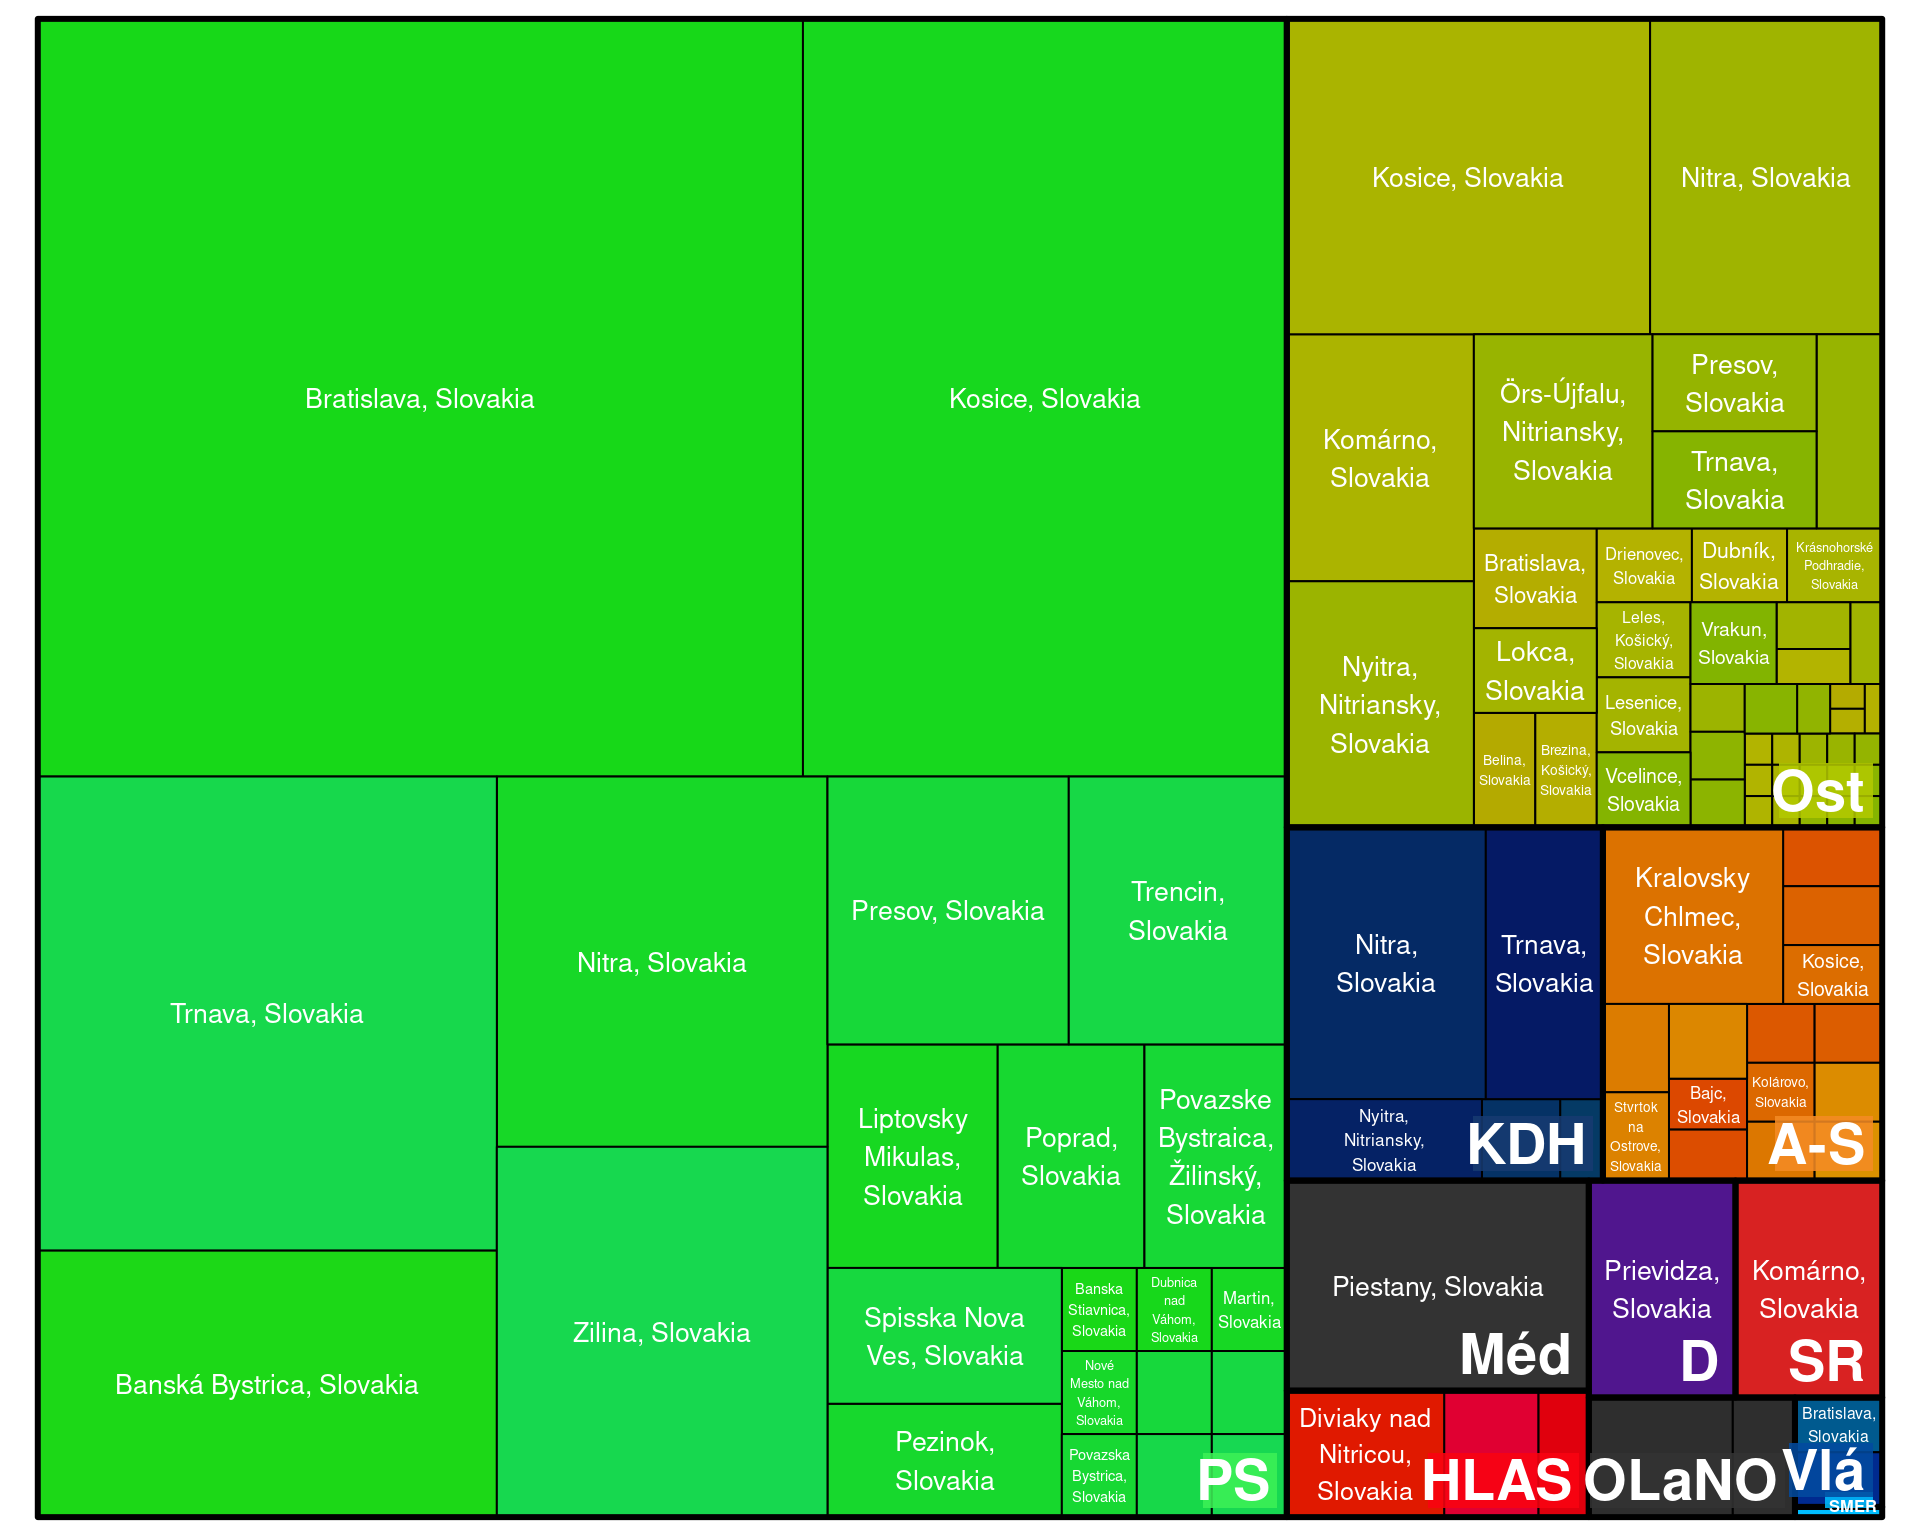 Bratislava, Slovakia
Kosice, Slovakia
Trnava, Slovakia
Banská Bystrica, Slovakia
Nitra, Slovakia
Zilina, Slovakia
Presov, Slovakia
Trencin,
Slovakia
Liptovsky
Mikulas,
Slovakia
Poprad,
Slovakia
Povazske
Bystraica,
Žilinský,
Slovakia
Spisska Nova
Ves, Slovakia
Pezinok,
Slovakia
Banska
Stiavnica,
Slovakia
Dubnica
nad
Váhom,
Slovakia
Martin,
Slovakia
Nové
Mesto nad
Váhom,
Slovakia
Povazska
Bystrica,
Slovakia
PS
Kosice, Slovakia
Nitra, Slovakia
Komárno,
Slovakia
Nyitra,
Nitriansky,
Slovakia
Örs-Újfalu,
Nitriansky,
Slovakia
Presov,
Slovakia
Trnava,
Slovakia
Bratislava,
Slovakia
Lokca,
Slovakia
Belina,
Slovakia
Brezina,
Košický,
Slovakia
Drienovec,
Slovakia
Dubník,
Slovakia
Krásnohorské
Podhradie,
Slovakia
Leles,
Košický,
Slovakia
Lesenice,
Slovakia
Vcelince,
Slovakia
Vrakun,
Slovakia
Ost
Nitra,
Slovakia
Trnava,
Slovakia
Nyitra,
Nitriansky,
Slovakia
KDH
Kralovsky
Chlmec,
Slovakia
Kosice,
Slovakia
Stvrtok
na
Ostrove,
Slovakia
Bajc,
Slovakia
Kolárovo,
Slovakia
A-S
Piestany, Slovakia
Méd
Prievidza,
Slovakia
D
Komárno,
Slovakia
SR
Diviaky nad
Nitricou,
Slovakia
HLAS
OLaNO
Bratislava,
Slovakia
Vlá
SMER